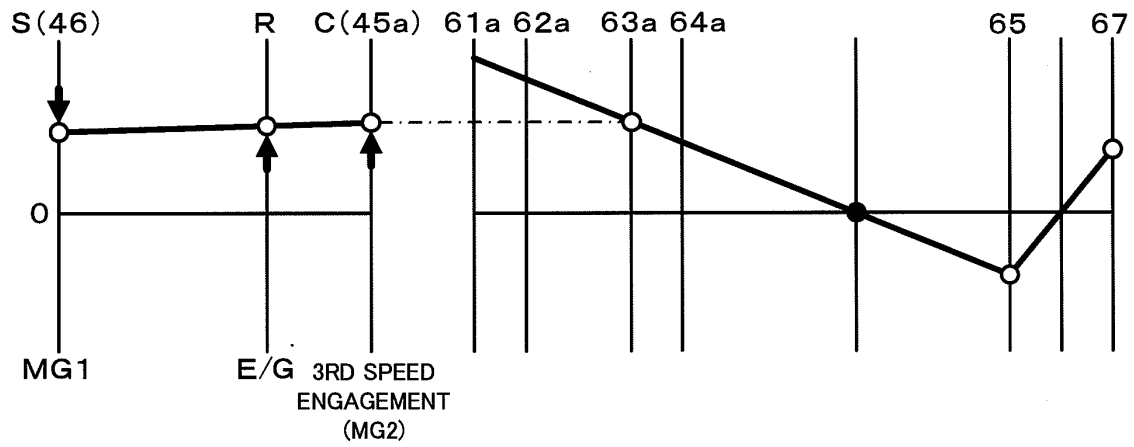 S(46) R C(45a) 61a 62a 63a 64a 65 67
0
MG1 E/G 3RD SPEED
ENGAGEMENT
(MG2)